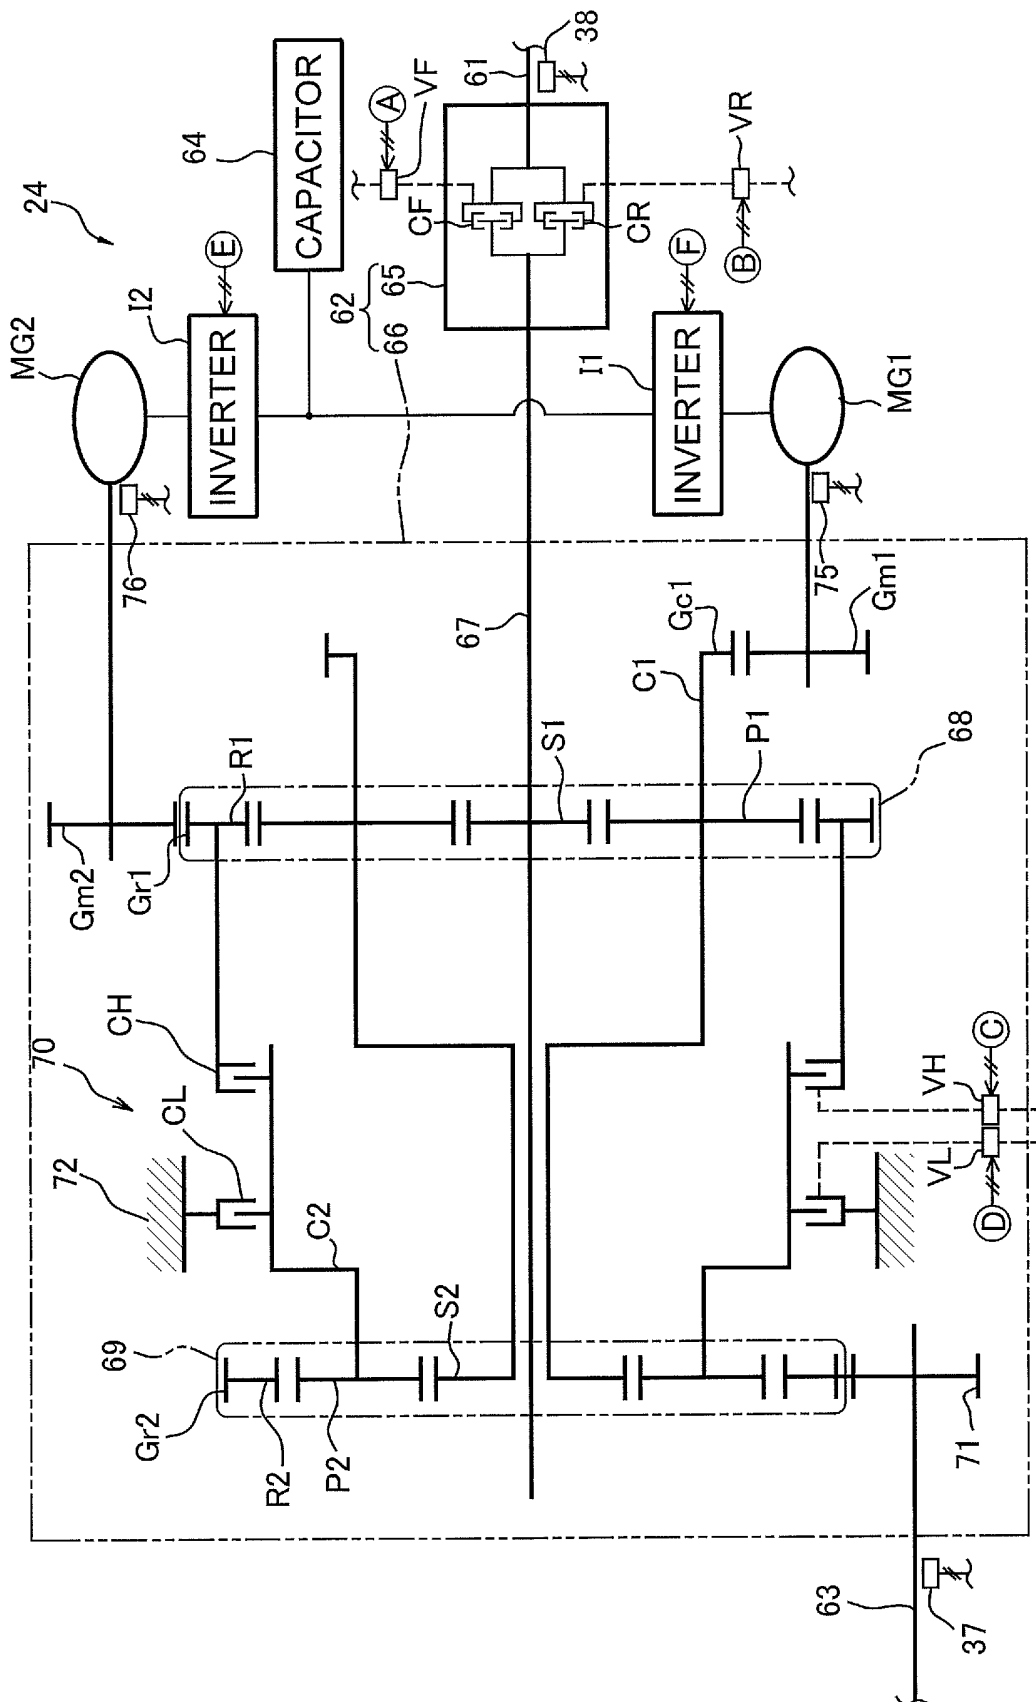 24
64
CAPACITOR
A
VF
61
38
MG2
I2
E
INVERTER
62
65
66
CF
CR
VR
B
F
I1
INVERTER
MG1
76
75
67
Gc1
C1
Gm1
Gm2
Gr1
R1
S1
P1
68
70
CH
CL
72
C2
VH
C
VL
D
69
Gr2
R2
P2
S2
71
63
37